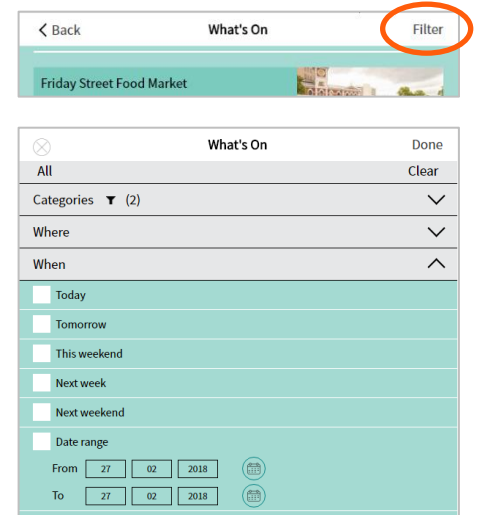 Back What's On Filter
Friday Street Food Market
What's On Done
All Clear
Categories (2)
Where
When
Today
Tomorrow
This weekend
Next week
Next weekend
Date range
From 27 02 2018
To 27 02 2018